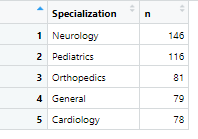 Specialization n
1 Neurology 146
2 Pediatrics 116
3 Orthopedics 81
4 General 79
5 Cardiology 78